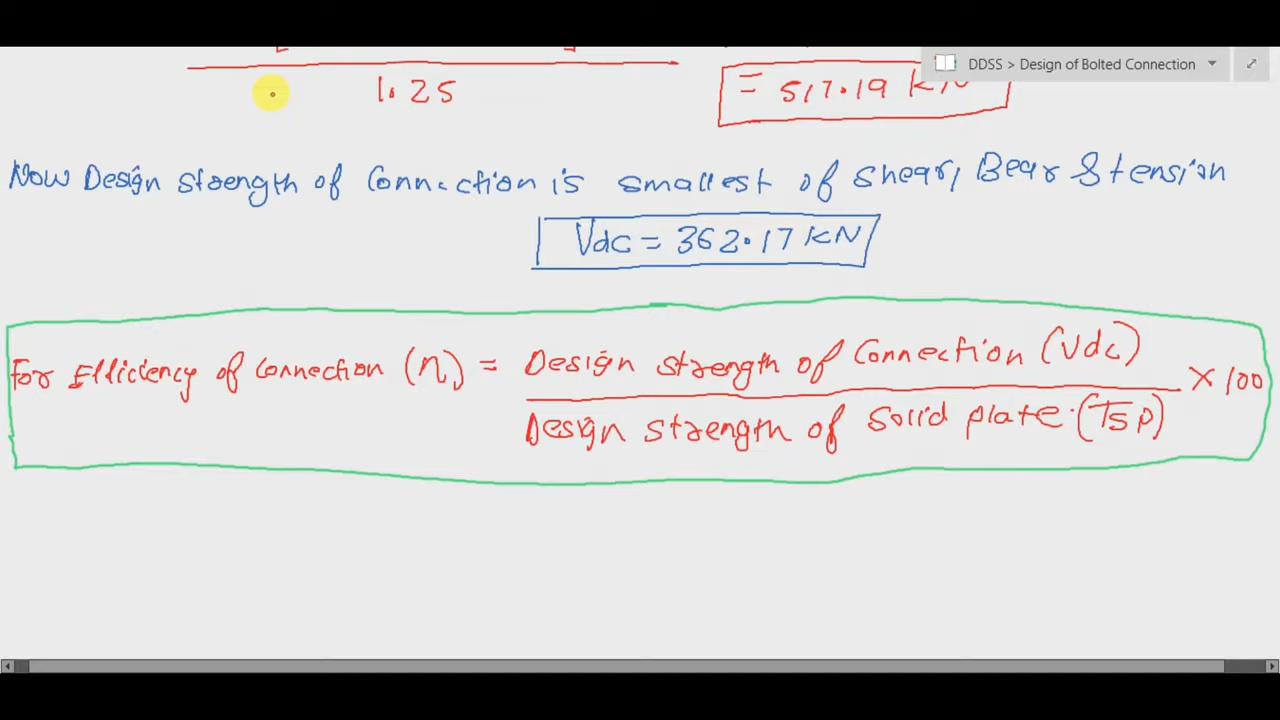 DDSS > Design of Bolted Connection
1.25
= 517.19 KN
Now Design strength of Connection is smallest of shear, Bear & tension
Vdc = 362.17 KN
For Efficiency of Connection (η) = Design strength of Connection (Vdc)
Design strength of solid plate. (Tsp)
× 100